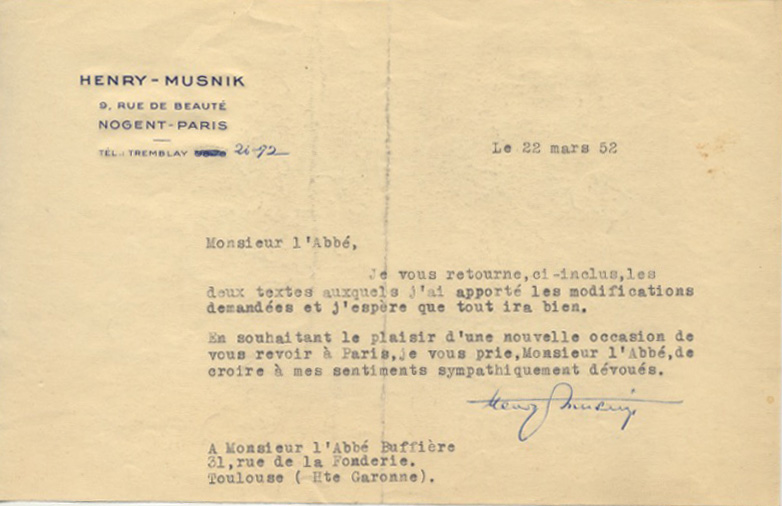 HENRY-MUSNIK
9, RUE DE BEAUTÉ
NOGENT-PARIS
TÉL.: TREMBLAY 21-92
Le 22 mars 52
Monsieur l'Abbé,
Je vous retourne,ci-inclus,les
deux textes auxquels j'ai apporté les modifications
demandées et j'espère que tout ira bien.
En souhaitant le plaisir d'une nouvelle occasion de
vous revoir à Paris,je vous prie,Monsieur l'Abbé,de
croire à mes sentiments sympathiquement dévoués.
Henry Musnik
A Monsieur l'Abbé Buffière
31,rue de la Fonderie.
Toulouse ( Hte Garonne).